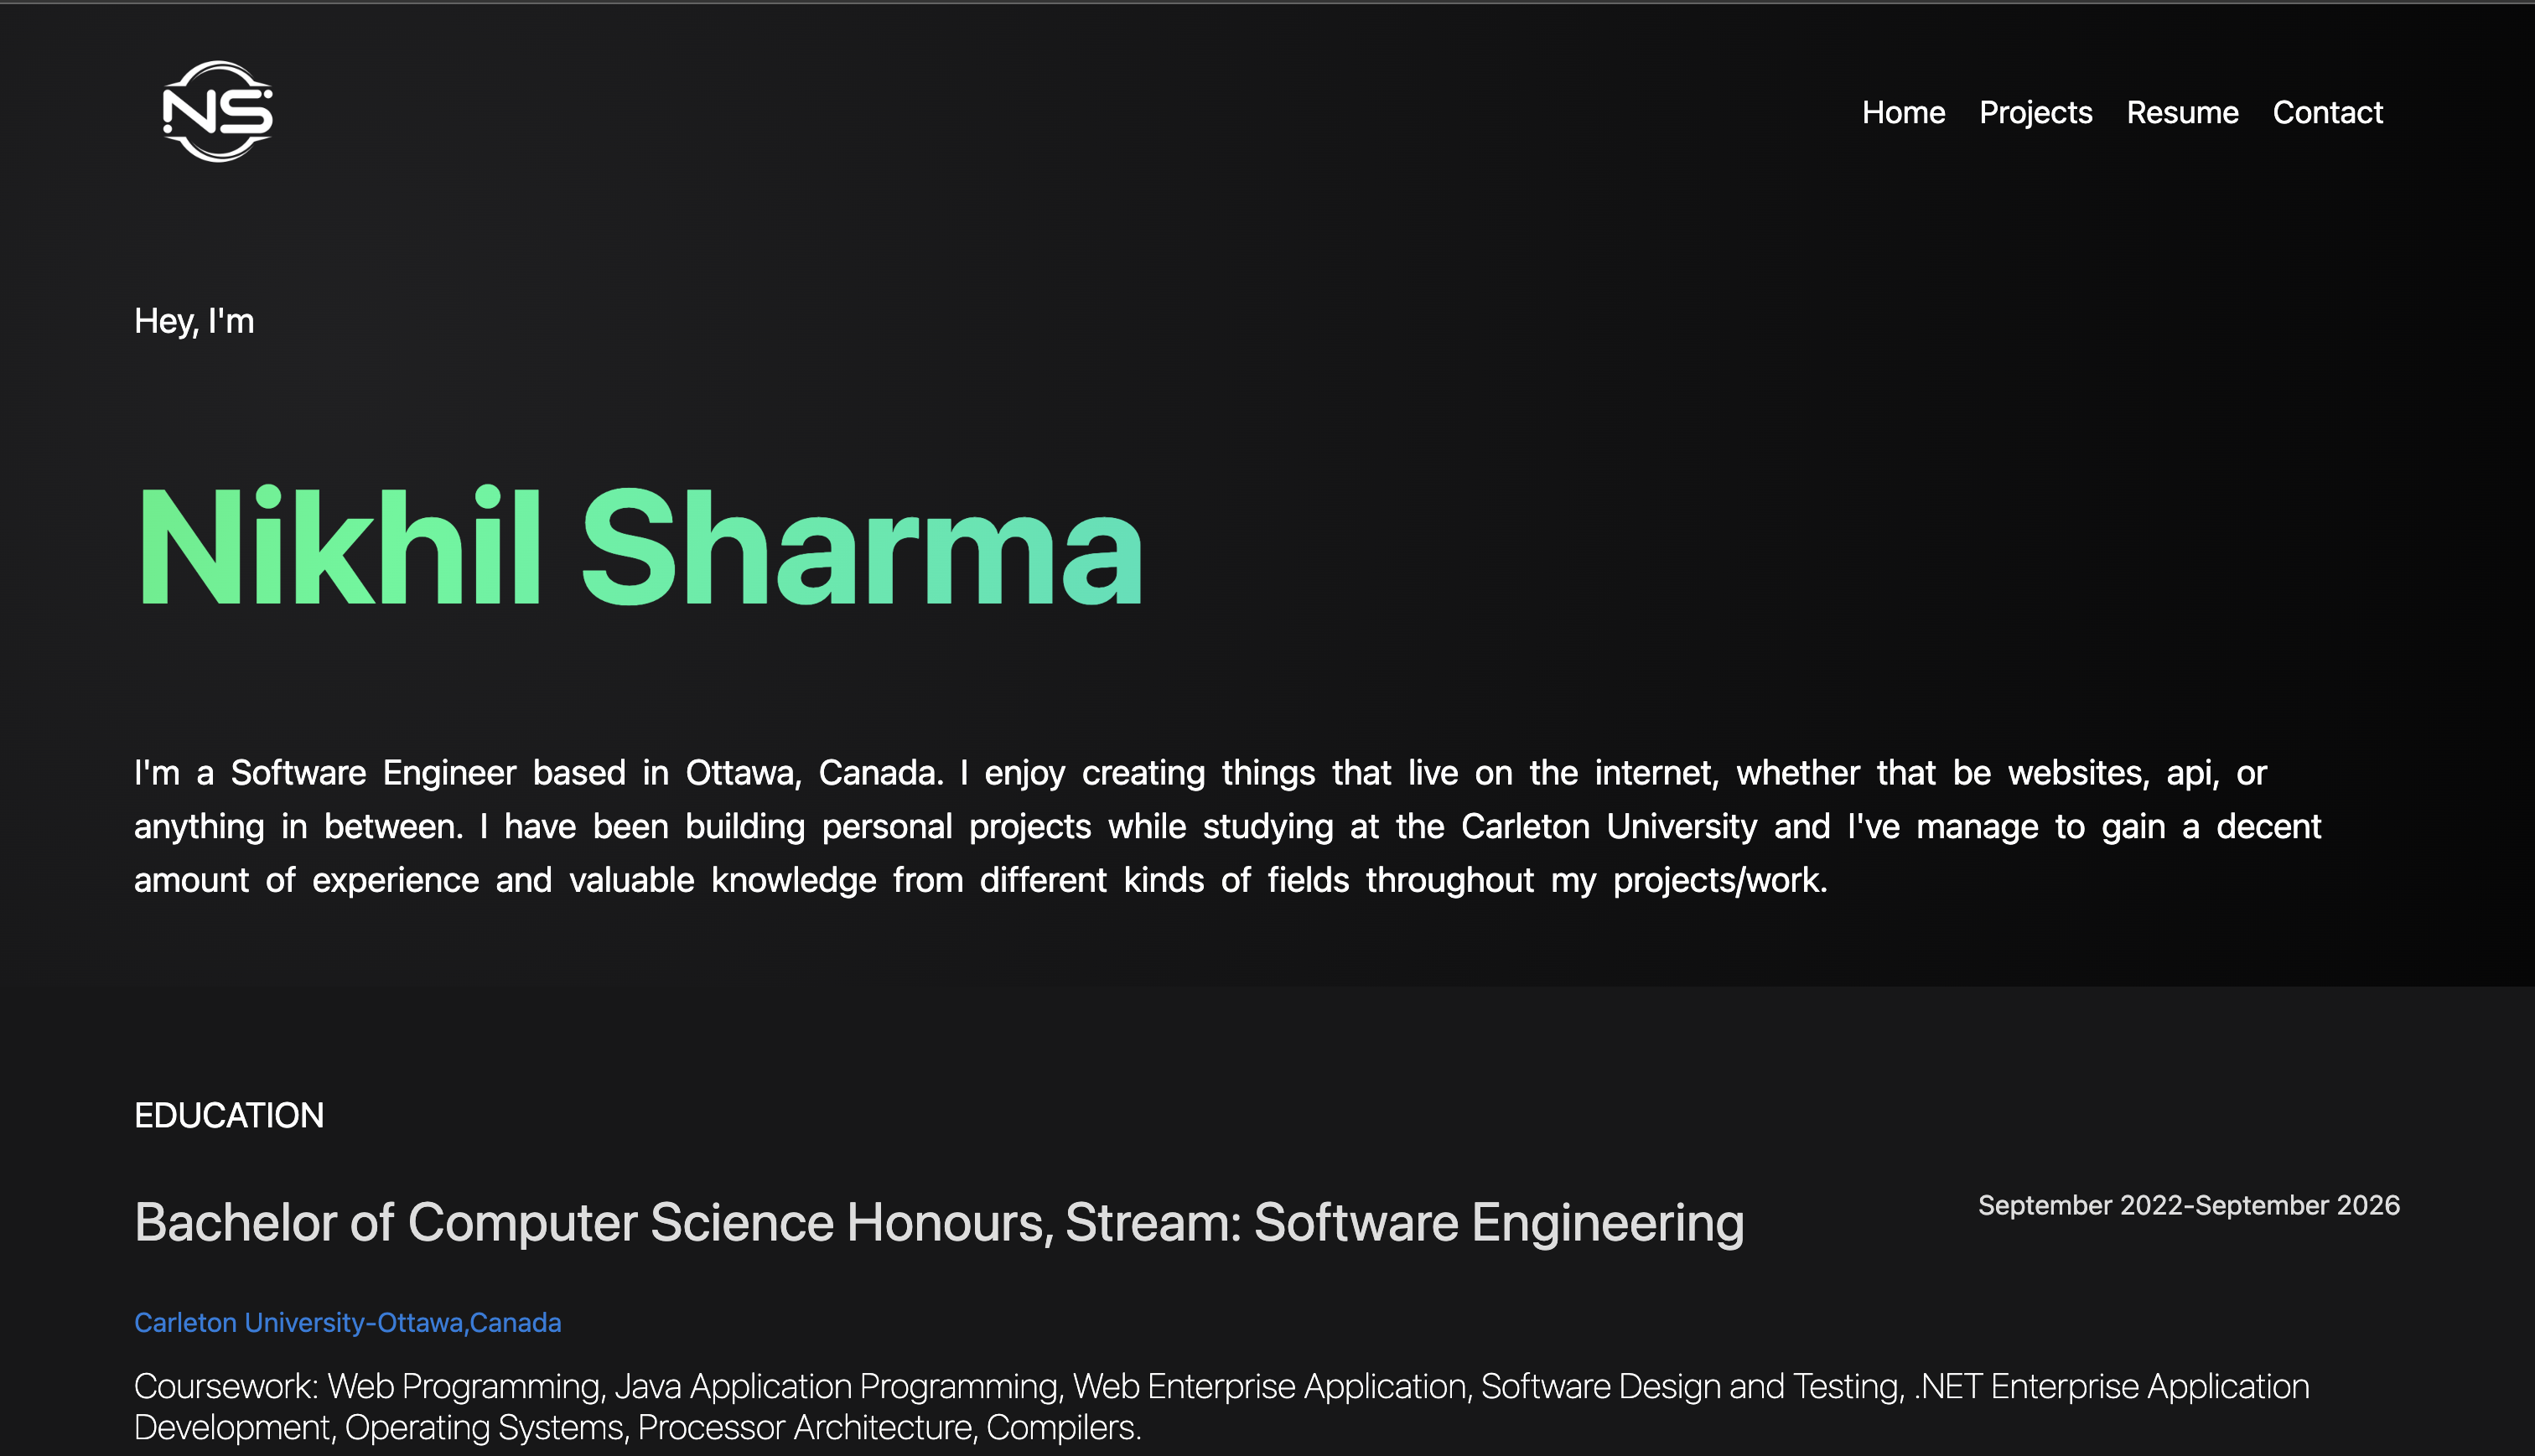 NS
Home Projects Resume Contact
Hey, I'm
Nikhil Sharma
I'm a Software Engineer based in Ottawa, Canada. I enjoy creating things that live on the internet, whether that be websites, api, or
anything in between. I have been building personal projects while studying at the Carleton University and I've manage to gain a decent
amount of experience and valuable knowledge from different kinds of fields throughout my projects/work.
EDUCATION
Bachelor of Computer Science Honours, Stream: Software Engineering
September 2022-September 2026
Carleton University-Ottawa,Canada
Coursework: Web Programming, Java Application Programming, Web Enterprise Application, Software Design and Testing, .NET Enterprise Application
Development, Operating Systems, Processor Architecture, Compilers.